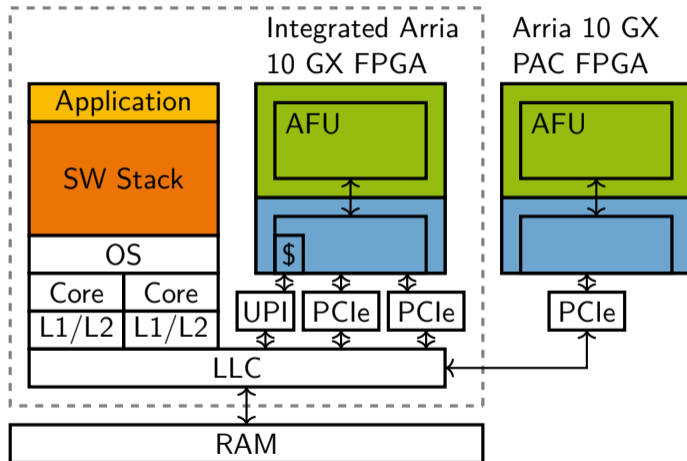 Integrated Arria
10 GX FPGA
Arria 10 GX
PAC FPGA
Application
SW Stack
OS
Core
Core
L1/L2
L1/L2
AFU
$
UPI
PCIe
PCIe
AFU
PCIe
LLC
RAM